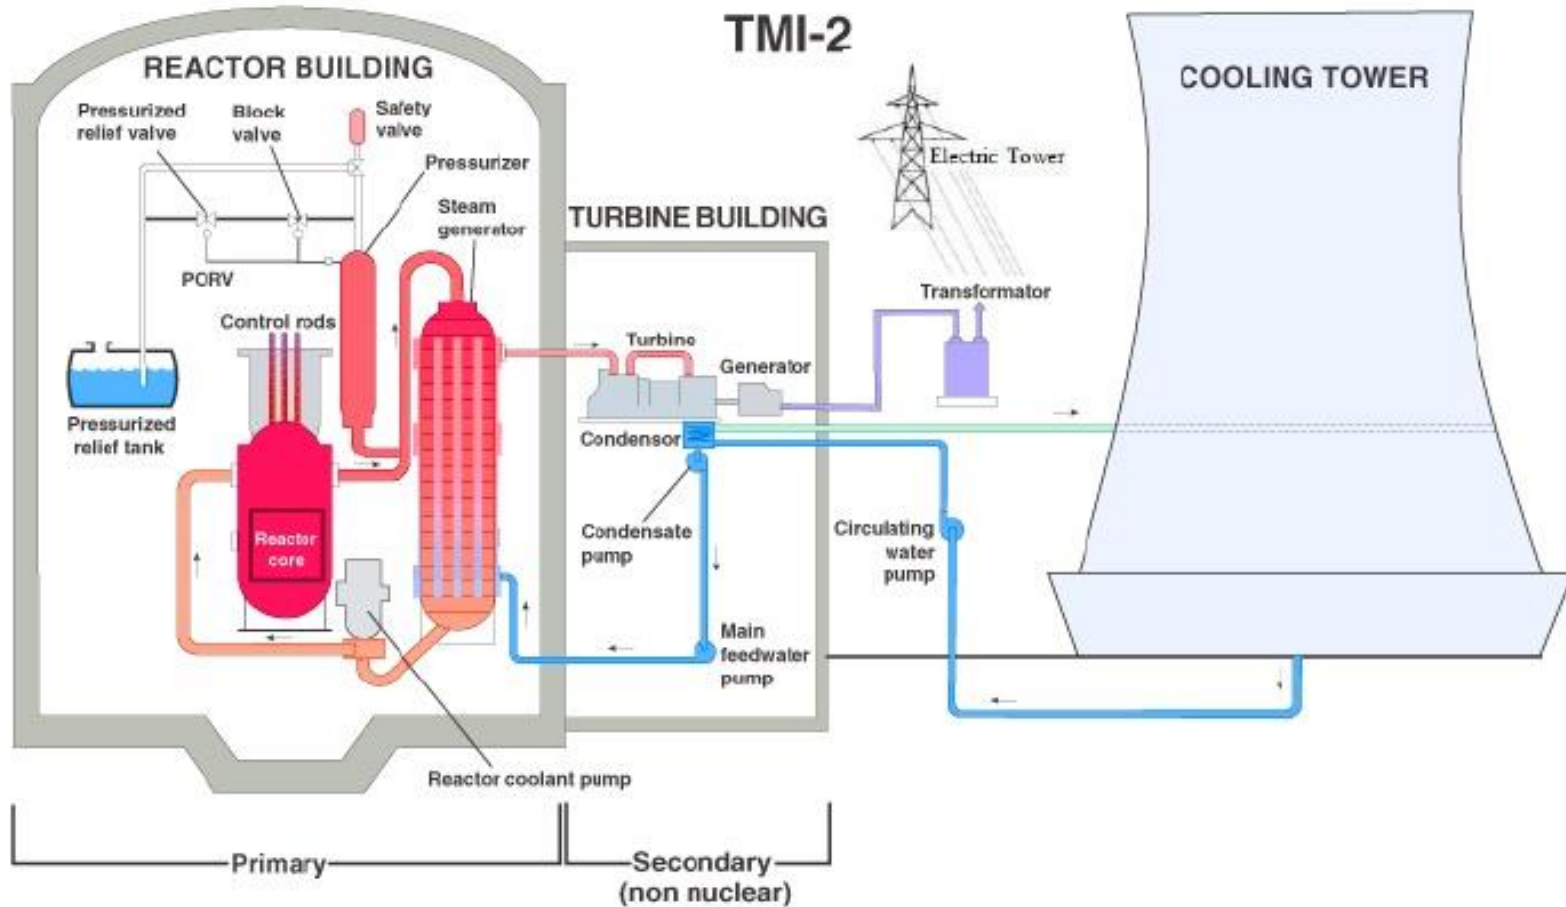 TMI-2
REACTOR BUILDING
COOLING TOWER
Pressurized
relief valve
Block
valve
Safety
valve
Pressurizer
Steam
generator
PORV
Control rods
Pressurized
relief tank
Reactor
core
Reactor coolant pump
TURBINE BUILDING
Turbine
Generator
Condensor
Condensate
pump
Main
feedwater
pump
Electric Tower
Transformator
Circulating
water
pump
Primary
Secondary
(non nuclear)